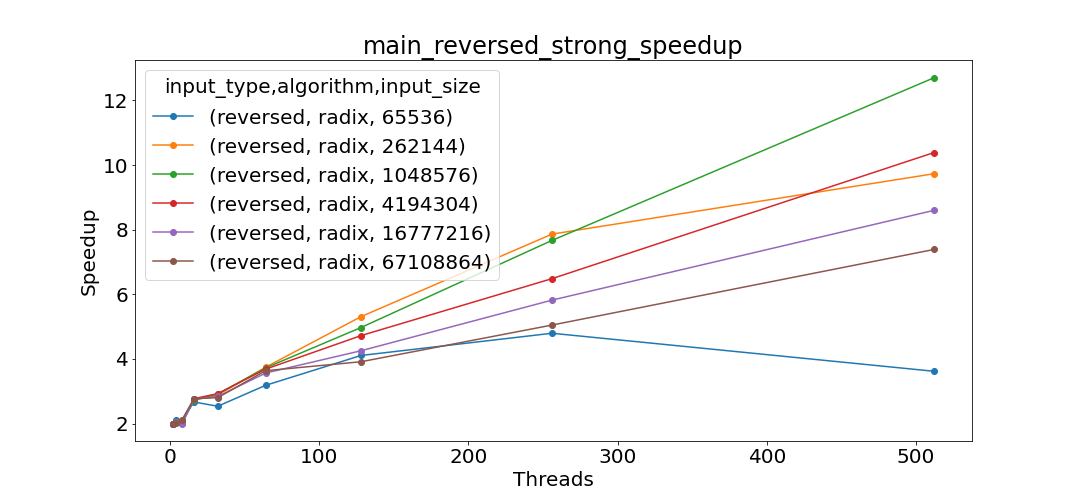 main_reversed_strong_speedup
input_type,algorithm,input_size
(reversed, radix, 65536)
(reversed, radix, 262144)
(reversed, radix, 1048576)
(reversed, radix, 4194304)
(reversed, radix, 16777216)
(reversed, radix, 67108864)
Speedup
12
10
8
6
4
2
0 100 200 300 400 500
Threads